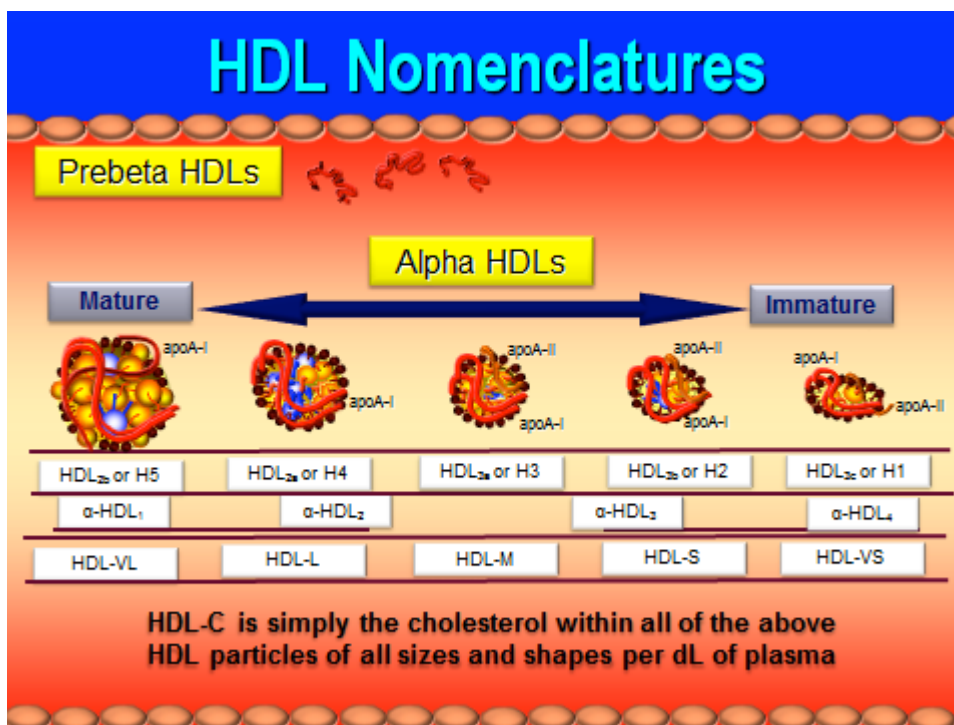 HDL Nomenclatures
Prebeta HDLs
Alpha HDLs
Mature
Immature
apoA-I
apoA-I
apoA-II
apoA-I
apoA-II
apoA-I
apoA-I
apoA-II
HDL₂b or H5 HDL₂a or H4 HDL₃a or H3 HDL₃b or H2 HDL₃c or H1
α-HDL₁ α-HDL₂ α-HDL₃ α-HDL₄
HDL-VL HDL-L HDL-M HDL-S HDL-VS
HDL-C is simply the cholesterol within all of the above
HDL particles of all sizes and shapes per dL of plasma